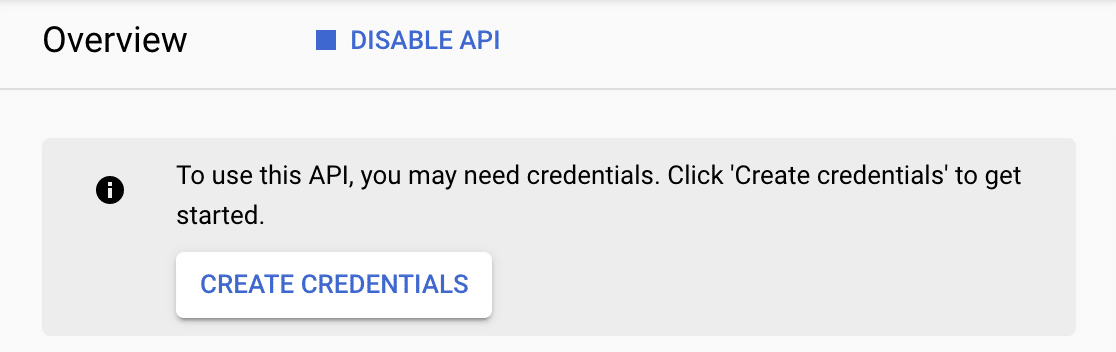 Overview
DISABLE API
To use this API, you may need credentials. Click 'Create credentials' to get
started.
CREATE CREDENTIALS